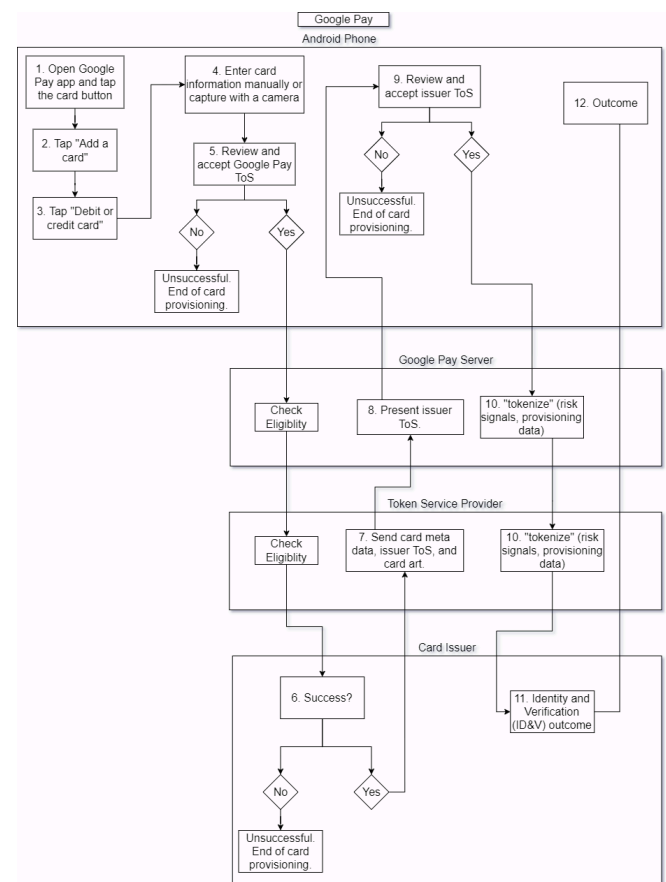 Google Pay
Android Phone
1. Open Google
Pay app and tap
the card button
2. Tap "Add a
card"
3. Tap "Debit or
credit card"
4. Enter card
information manually or
capture with a camera
5. Review and
accept Google Pay
ToS
No
Yes
Unsuccessful.
End of card
provisioning.
9. Review and
accept issuer ToS
No
Yes
Unsuccessful.
End of card
provisioning.
12. Outcome
Google Pay Server
Check
Eligiblity
8. Present issuer
ToS.
10. "tokenize" (risk
signals, provisioning
data)
Token Service Provider
Check
Eligiblity
7. Send card meta
data, issuer ToS, and
card art.
10. "tokenize" (risk
signals, provisioning
data)
Card Issuer
6. Success?
No
Yes
Unsuccessful.
End of card
provisioning.
11. Identity and
Verification
(ID&V) outcome